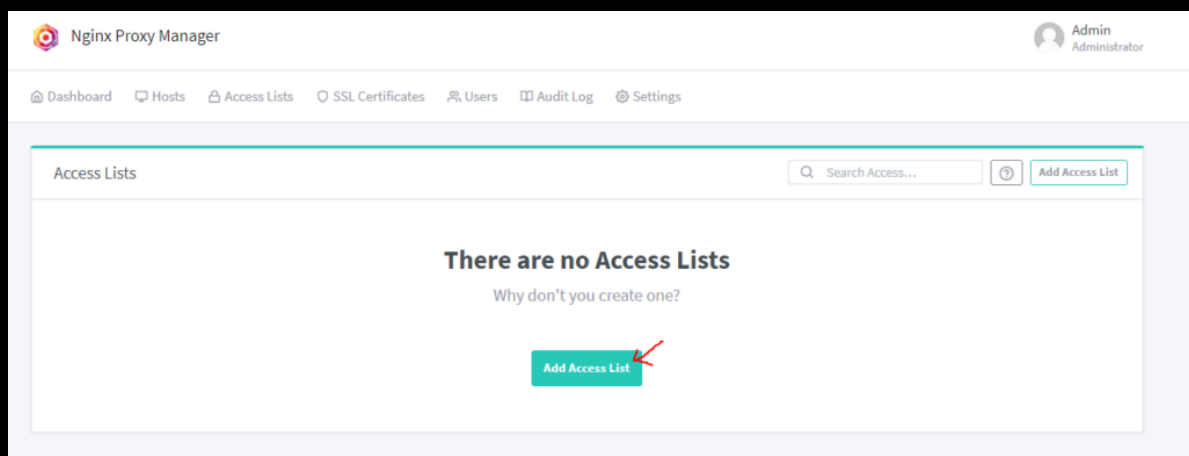 Nginx Proxy Manager
Admin
Administrator
Dashboard Hosts Access Lists SSL Certificates Users Audit Log Settings
Access Lists Search Access... Add Access List
There are no Access Lists
Why don't you create one?
Add Access List